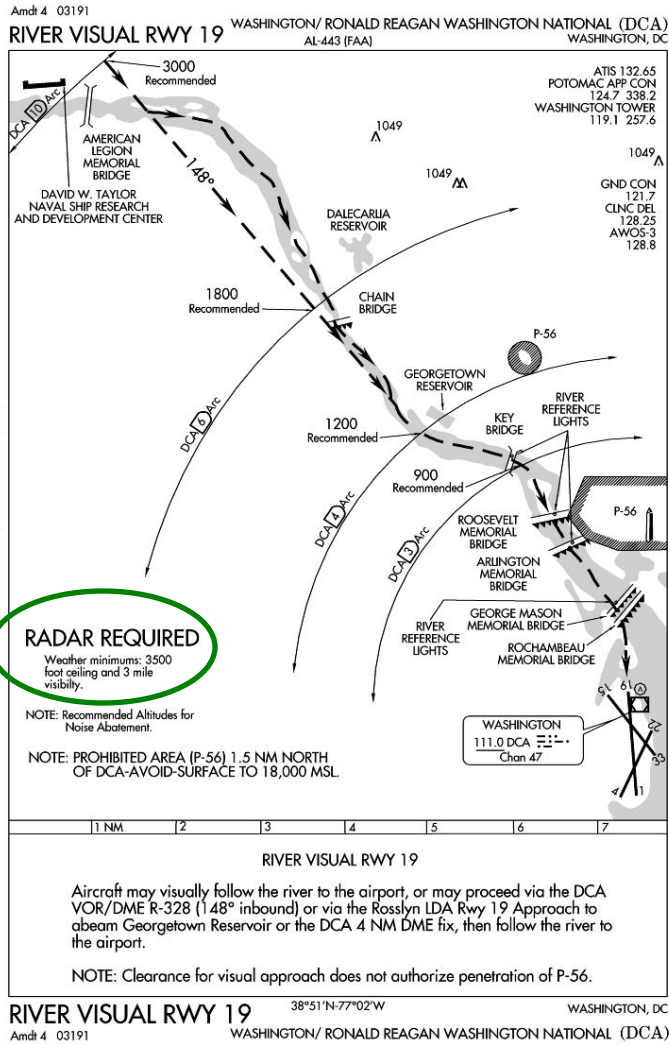 Amdt 4 03191
RIVER VISUAL RWY 19
WASHINGTON/ RONALD REAGAN WASHINGTON NATIONAL (DCA)
AL-443 (FAA)
WASHINGTON, DC
3000
Recommended
ATIS 132.65
POTOMAC APP CON
124.7 338.2
WASHINGTON TOWER
119.1 257.6
GND CON
121.7
CLNC DEL
128.25
AWOS-3
128.8
DCA 10 Arc
AMERICAN
LEGION
MEMORIAL
BRIDGE
DAVID W. TAYLOR
NAVAL SHIP RESEARCH
AND DEVELOPMENT CENTER
148°
1049
1049
1049
DALECARLIA
RESERVOIR
1800
Recommended
CHAIN
BRIDGE
P-56
GEORGETOWN
RESERVOIR
DCA 6 Arc
1200
Recommended
KEY
BRIDGE
RIVER
REFERENCE
LIGHTS
900
Recommended
DCA 4 Arc
DCA 3 Arc
P-56
ROOSEVELT
MEMORIAL
BRIDGE
ARLINGTON
MEMORIAL
BRIDGE
RIVER
REFERENCE
LIGHTS
GEORGE MASON
MEMORIAL BRIDGE
ROCHAMBEAU
MEMORIAL BRIDGE
RADAR REQUIRED
Weather minimums: 3500
foot ceiling and 3 mile
visibilty.
NOTE: Recommended Altitudes for
Noise Abatement.
NOTE: PROHIBITED AREA (P-56) 1.5 NM NORTH
OF DCA-AVOID-SURFACE TO 18,000 MSL.
WASHINGTON
111.0 DCA
Chan 47
15
19
V
22
33
4
1
1 NM
2
3
4
5
6
7
RIVER VISUAL RWY 19
Aircraft may visually follow the river to the airport, or may proceed via the DCA
VOR/DME R-328 (148° inbound) or via the Rosslyn LDA Rwy 19 Approach to
abeam Georgetown Reservoir or the DCA 4 NM DME fix, then follow the river to
the airport.
NOTE: Clearance for visual approach does not authorize penetration of P-56.
RIVER VISUAL RWY 19
38°51'N-77°02'W
WASHINGTON, DC
Amdt 4 03191
WASHINGTON/ RONALD REAGAN WASHINGTON NATIONAL (DCA)